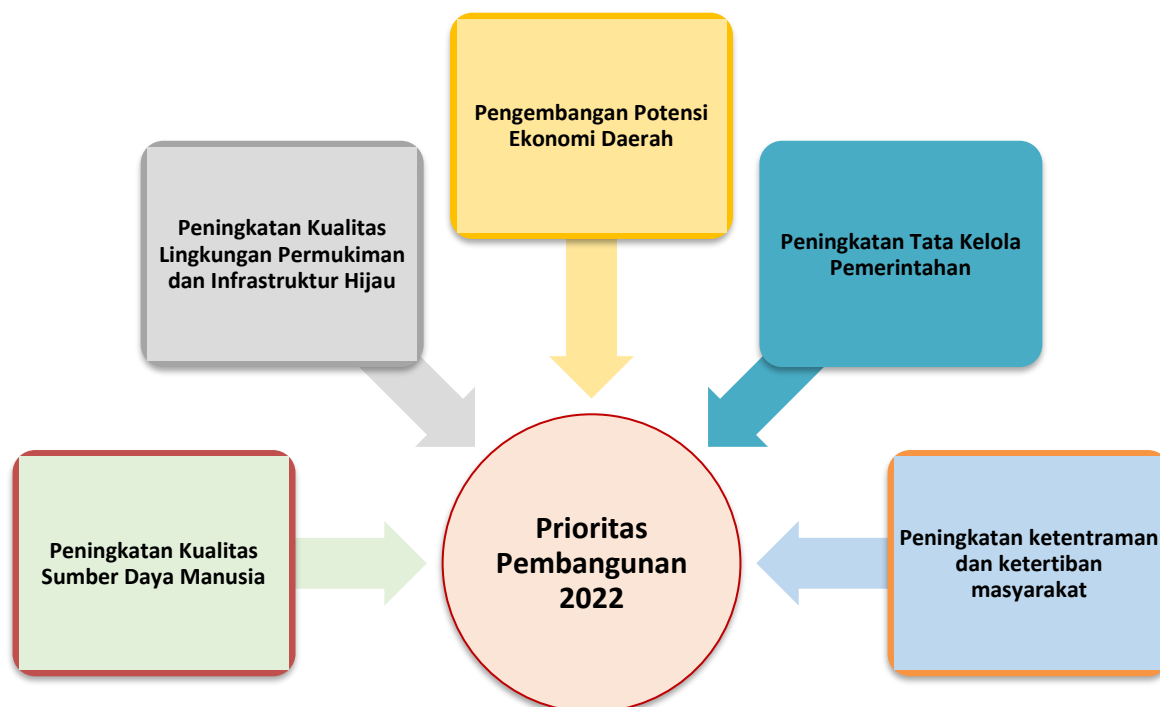 Pengembangan Potensi
Ekonomi Daerah
Peningkatan Kualitas
Lingkungan Permukiman
dan Infrastruktur Hijau
Peningkatan Tata Kelola
Pemerintahan
Peningkatan Kualitas
Sumber Daya Manusia
Prioritas
Pembangunan
2022
Peningkatan ketentraman
dan ketertiban
masyarakat